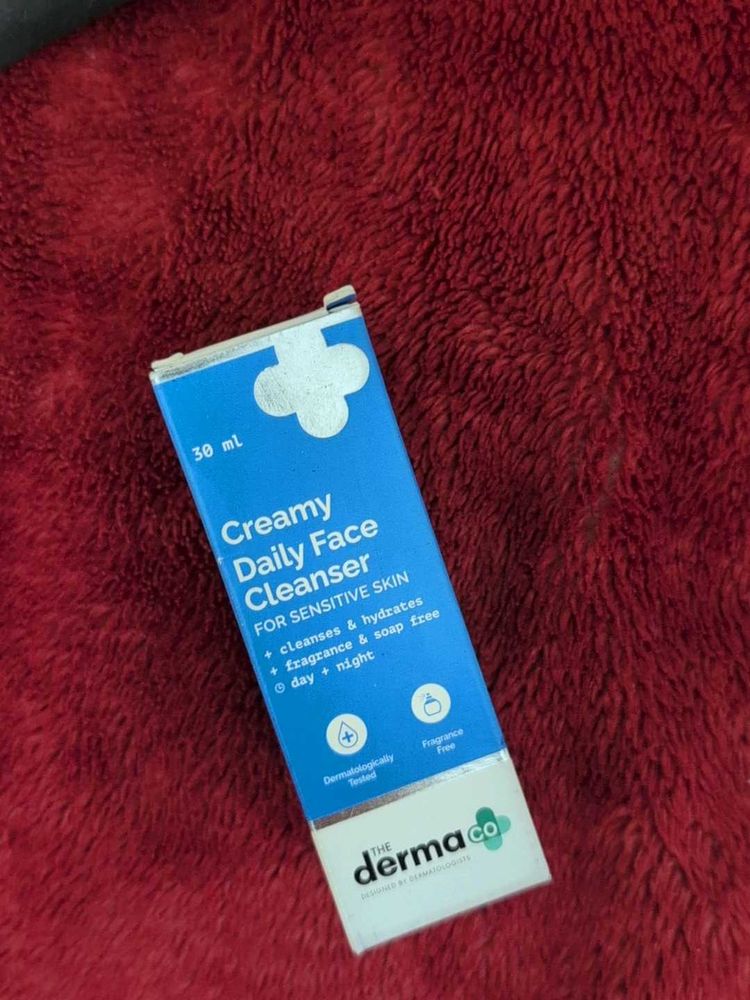 30 ml
Creamy
Daily Face
Cleanser
FOR SENSITIVE SKIN
+ cleanses & hydrates
+ fragrance & soap free
day + night
Dermatologically
Tested
Fragrance
Free
THE
derma co
DESIGNED BY DERMATOLOGISTS